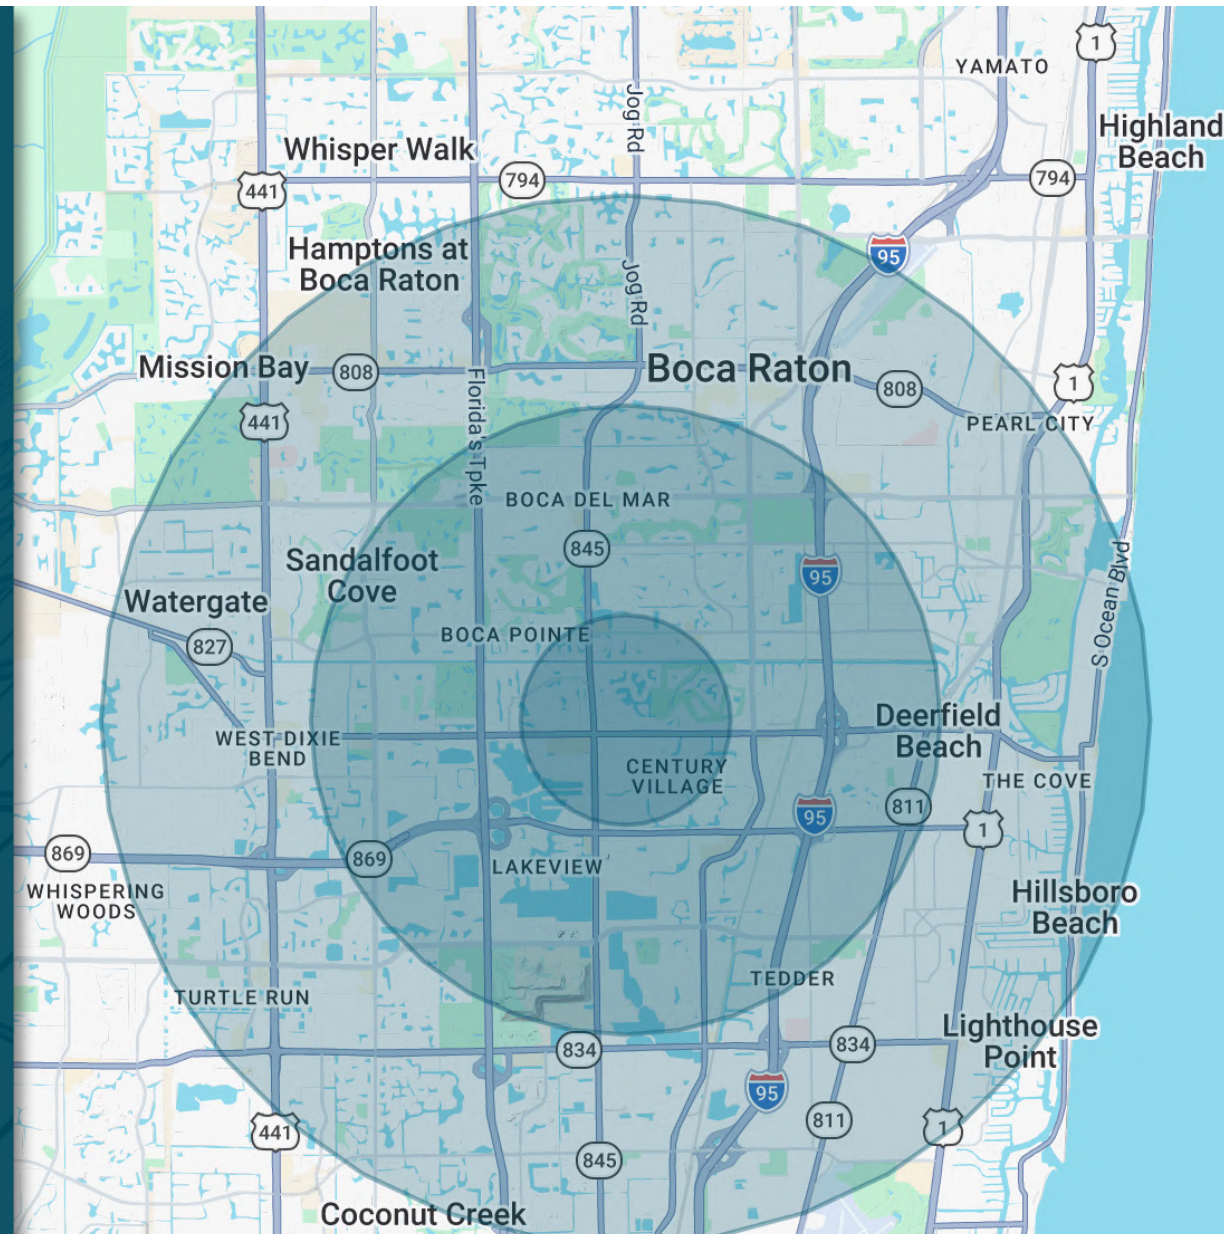 1
YAMATO
Jog Rd
Highland
Beach
Whisper Walk
441
794
794
Hamptons at
Boca Raton
95
Jog Rd
Mission Bay
808
Boca Raton
808
1
441
Florida's Tpke
PEARL CITY
BOCA DEL MAR
845
Sandalfoot
Cove
95
S Ocean Blvd
Watergate
827
BOCA POINTE
WEST DIXIE
BEND
Deerfield
Beach
CENTURY
VILLAGE
THE COVE
811
95
1
869
869
LAKEVIEW
WHISPERING
WOODS
Hillsboro
Beach
TEDDER
TURTLE RUN
Lighthouse
Point
834
834
95
441
811
1
845
Coconut Creek